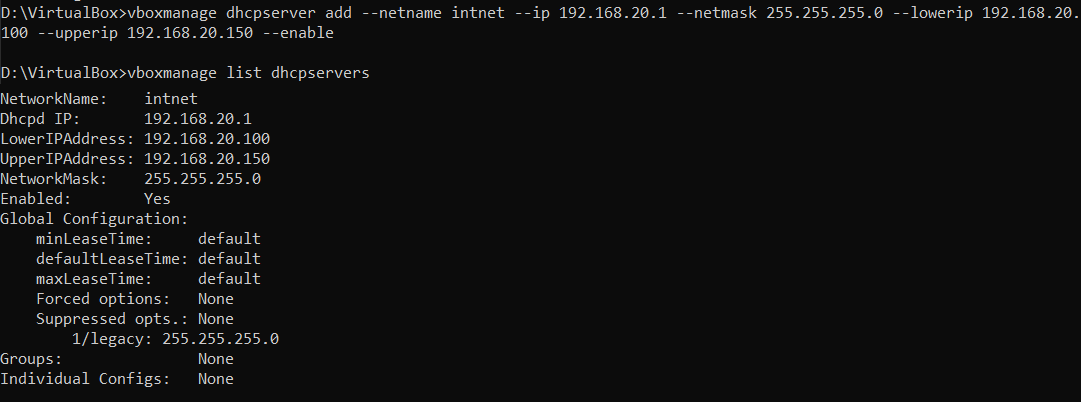 D:\VirtualBox>vboxmanage dhcpserver add --netname intnet --ip 192.168.20.1 --netmask 255.255.255.0 --lowerip 192.168.20.
100 --upperip 192.168.20.150 --enable
D:\VirtualBox>vboxmanage list dhcpservers
NetworkName:    intnet
Dhcpd IP:       192.168.20.1
LowerIPAddress: 192.168.20.100
UpperIPAddress: 192.168.20.150
NetworkMask:    255.255.255.0
Enabled:        Yes
Global Configuration:
    minLeaseTime:     default
    defaultLeaseTime: default
    maxLeaseTime:     default
    Forced options:   None
    Suppressed opts.: None
        1/legacy: 255.255.255.0
Groups:               None
Individual Configs:   None